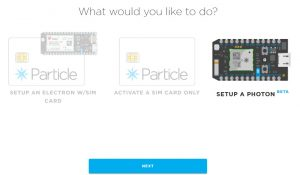 What would you like to do?
Particle
Particle
SETUP AN ELECTRON W/SIM
CARD
ACTIVATE A SIM CARD ONLY
SETUP A PHOTON BETA
NEXT